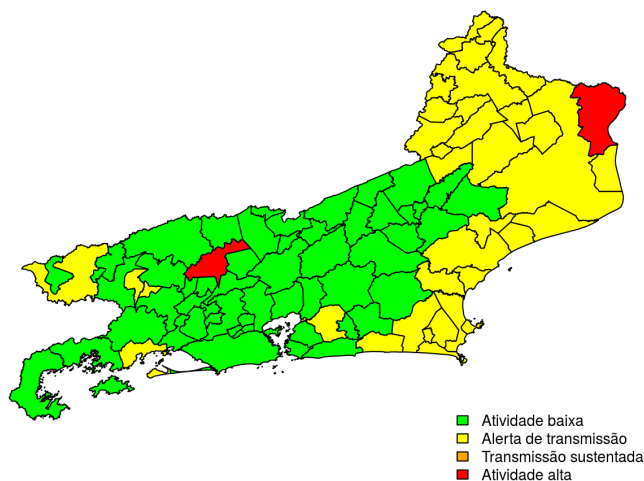 Atividade baixa
Alerta de transmissão
Transmissão sustentada
Atividade alta